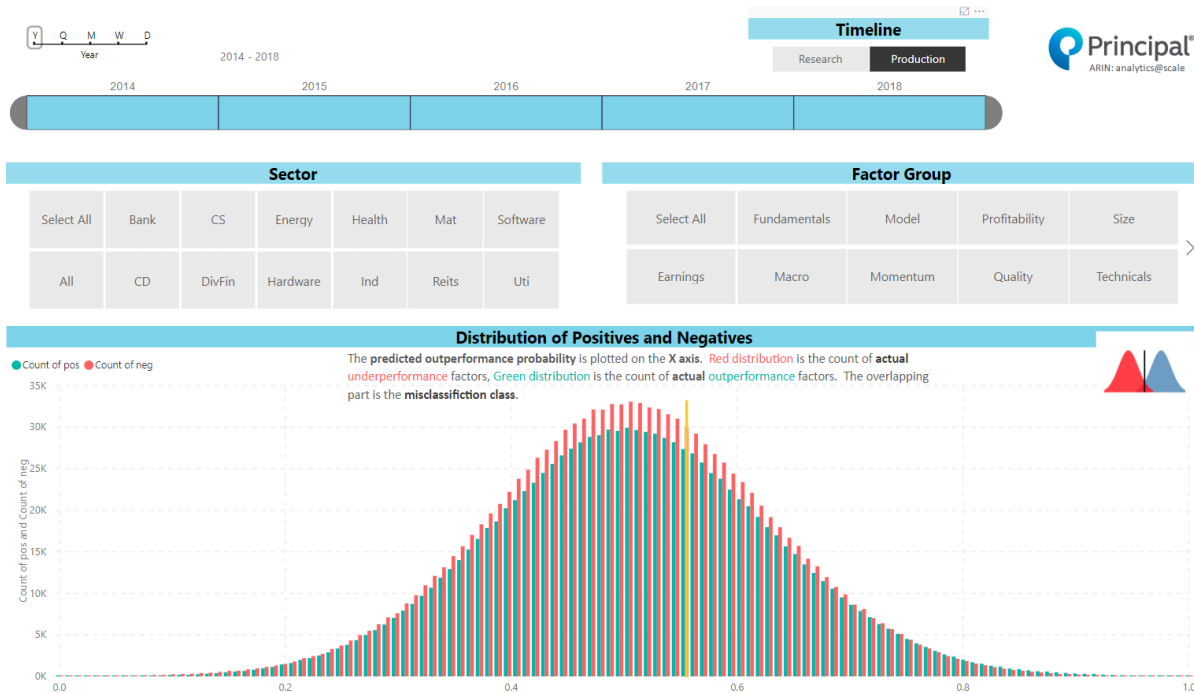 Timeline
Y Q M W D
Year
2014 - 2018
Research Production
Principal®
ARIN: analytics@scale
2014 2015 2016 2017 2018
Sector
Select All Bank CS Energy Health Mat Software
All CD DivFin Hardware Ind Reits Uti
Factor Group
Select All Fundamentals Model Profitability Size
Earnings Macro Momentum Quality Technicals
Distribution of Positives and Negatives
Count of pos Count of neg
The predicted outperformance probability is plotted on the X axis. Red distribution is the count of actual
underperformance factors, Green distribution is the count of actual outperformance factors. The overlapping
part is the misclassifiction class.
Count of pos and Count of neg
35K
30K
25K
20K
15K
10K
5K
0K
0.0 0.2 0.4 0.6 0.8 1.0